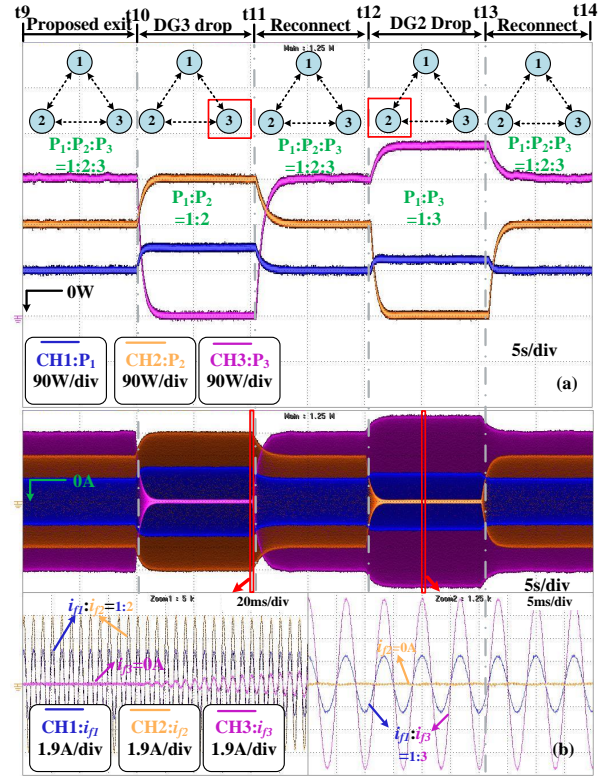 t9 t10 t11 t12 t13 t14
Proposed exit DG3 drop Reconnect DG2 Drop Reconnect
Main : 1.25 M
1 1 1 1 1
2 3 2 3 2 3 2 3 2 3
P1:P2:P3 P1:P2:P3 P1:P2:P3
=1:2:3 =1:2:3 =1:2:3
P1:P2 P1:P3
=1:2 =1:3
0W
CH1:P1 CH2:P2 CH3:P3
90W/div 90W/div 90W/div
5s/div
(a)
Main : 1.25 M
0A
5s/div
Zoom1 : 5 k 20ms/div Zoom2 : 1.25 k 5ms/div
if1:if2=1:2
if2=0A
if3=0A
if1:if3
=1:3
CH1:if1 CH2:if2 CH3:if3
1.9A/div 1.9A/div 1.9A/div
(b)